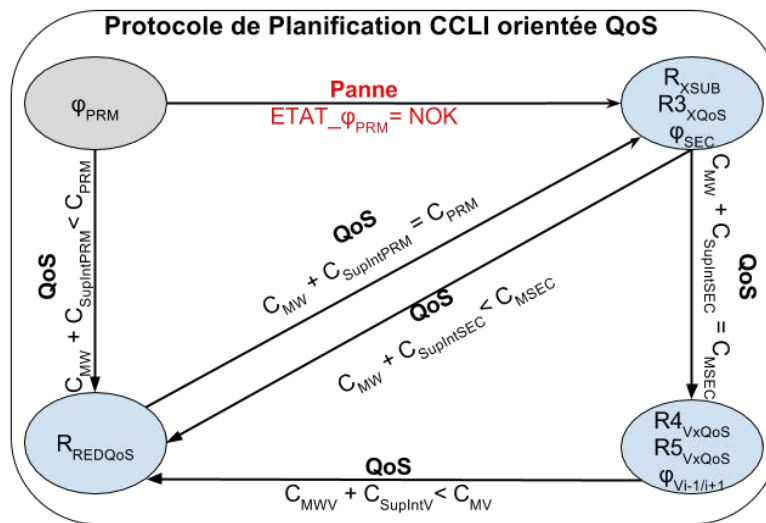 Protocole de Planification CCLI orientée QoS
φPRM
Panne
ETAT_φPRM= NOK
RXSUB
R3XQoS
φSEC
QoS
CMW + CSupIntPRM < CPRM
QoS
CMW + CSupIntPRM = CPRM
QoS
CMW + CSupIntSEC < CMSEC
QoS
CMW + CSupIntSEC = CMSEC
RREDQoS
QoS
CMWV + CSupIntV < CMV
R4VxQoS
R5VxQoS
φVi-1/i+1